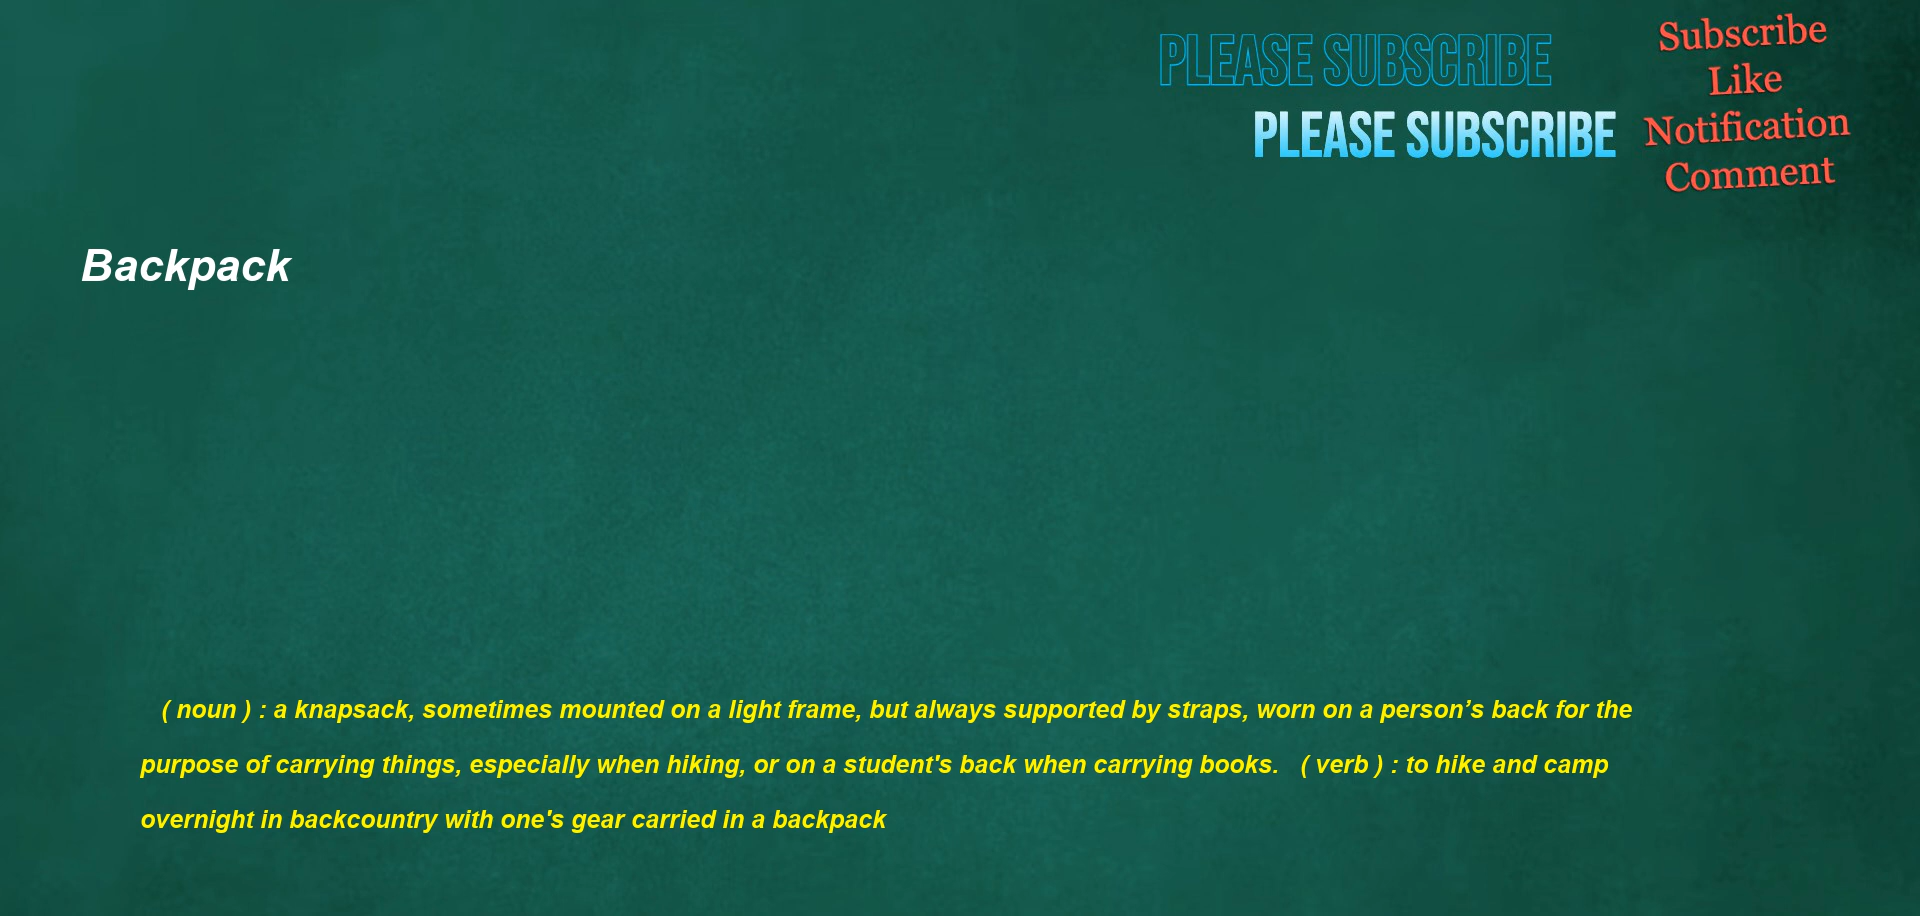 PLEASE SUBSCRIBE
PLEASE SUBSCRIBE
Subscribe
Like
Notification
Comment
Backpack
( noun ) : a knapsack, sometimes mounted on a light frame, but always supported by straps, worn on a person’s back for the
purpose of carrying things, especially when hiking, or on a student's back when carrying books.   ( verb ) : to hike and camp
overnight in backcountry with one's gear carried in a backpack